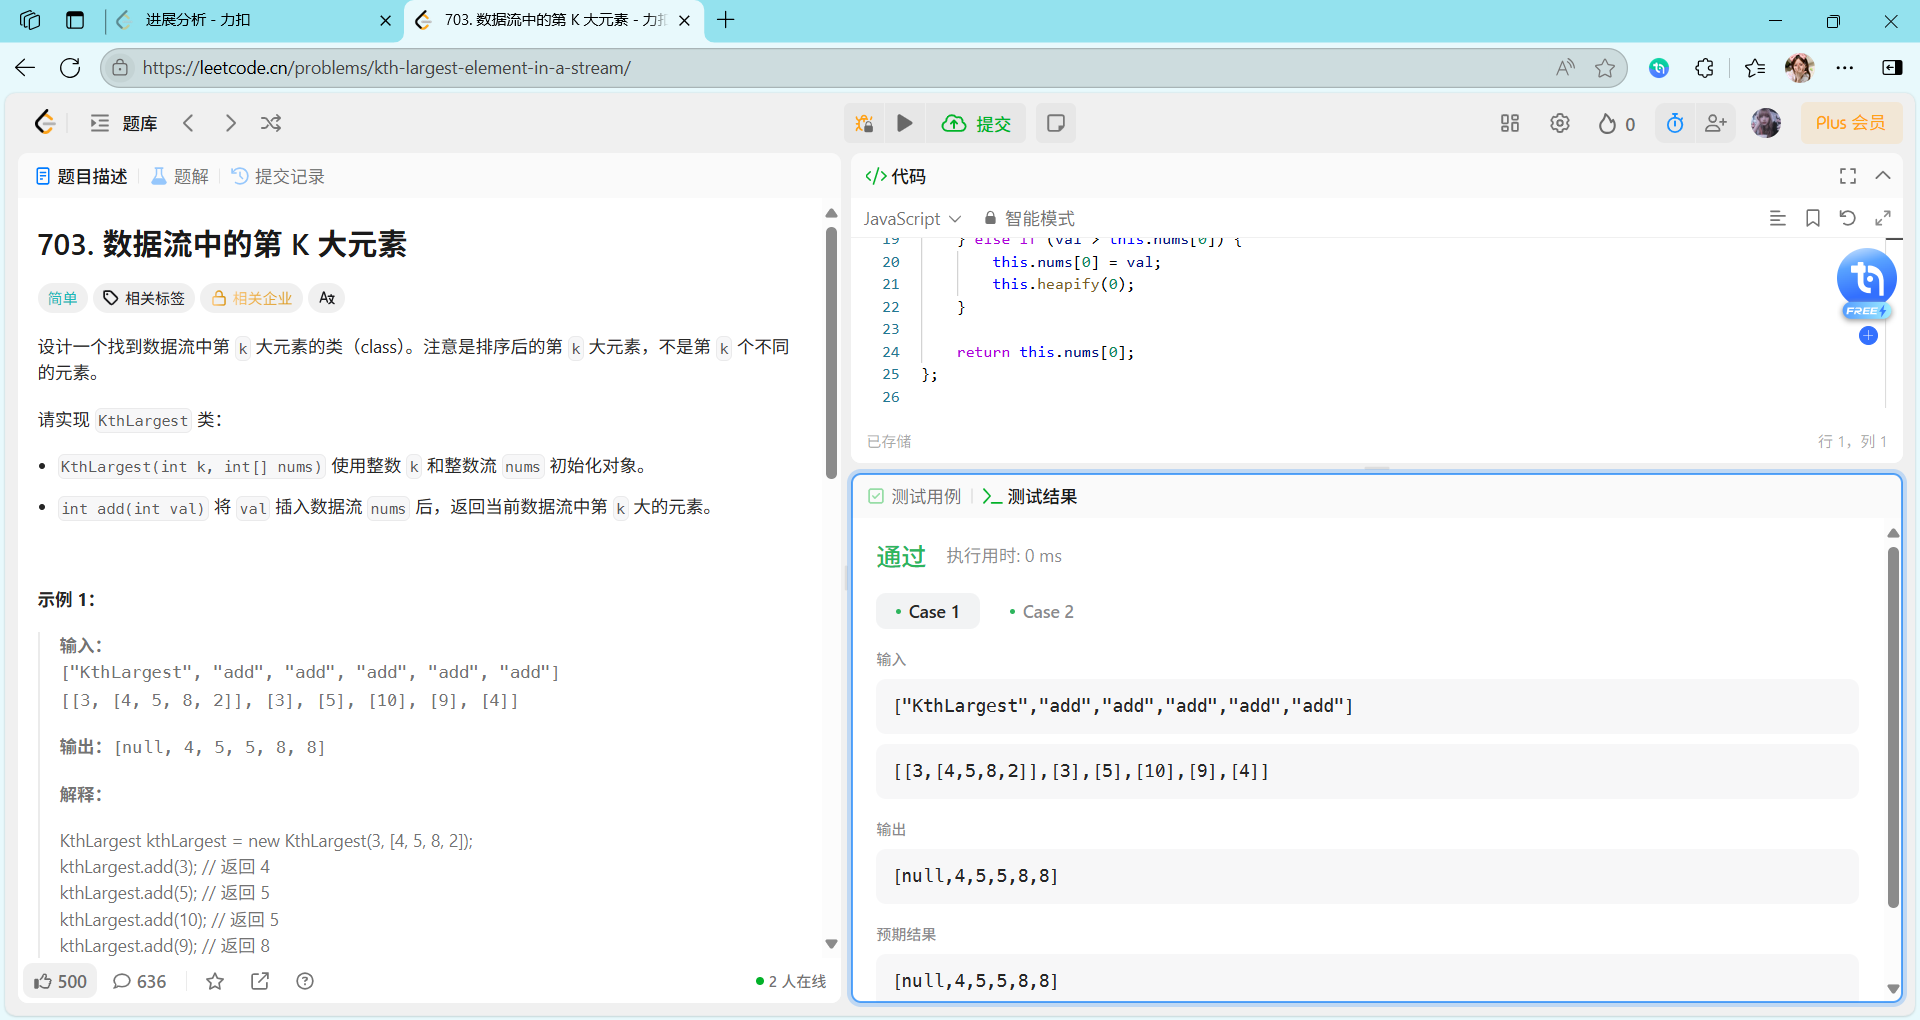 进展分析 - 力扣
703. 数据流中的第 K 大元素 - 力扣
https://leetcode.cn/problems/kth-largest-element-in-a-stream/
题库
提交
0
Plus 会员
题目描述
题解
提交记录
703. 数据流中的第 K 大元素
简单
相关标签
相关企业
设计一个找到数据流中第 k 大元素的类（class）。注意是排序后的第 k 大元素，不是第 k 个不同
的元素。
请实现 KthLargest 类：
• KthLargest(int k, int[] nums) 使用整数 k 和整数流 nums 初始化对象。
• int add(int val) 将 val 插入数据流 nums 后，返回当前数据流中第 k 大的元素。
示例 1：
输入：
["KthLargest", "add", "add", "add", "add", "add"]
[[3, [4, 5, 8, 2]], [3], [5], [10], [9], [4]]
输出：[null, 4, 5, 5, 8, 8]
解释：
KthLargest kthLargest = new KthLargest(3, [4, 5, 8, 2]);
kthLargest.add(3); // 返回 4
kthLargest.add(5); // 返回 5
kthLargest.add(10); // 返回 5
kthLargest.add(9); // 返回 8
500
636
2 人在线
</> 代码
JavaScript
智能模式
19 } else if (val > this.nums[0]) {
20 this.nums[0] = val;
21 this.heapify(0);
22 }
23
24 return this.nums[0];
25 };
26
FREE
已存储
行 1，列 1
测试用例
测试结果
通过
执行用时: 0 ms
• Case 1
• Case 2
输入
["KthLargest","add","add","add","add","add"]
[[3,[4,5,8,2]],[3],[5],[10],[9],[4]]
输出
[null,4,5,5,8,8]
预期结果
[null,4,5,5,8,8]